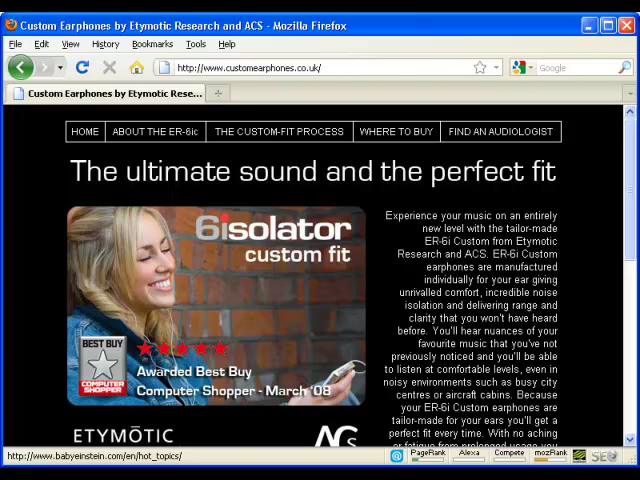 Custom Earphones by Etymotic Research and ACS - Mozilla Firefox
File Edit View History Bookmarks Tools Help
http://www.customearphones.co.uk/
Google
Custom Earphones by Etymotic Rese...
HOME ABOUT THE ER-6ic THE CUSTOM-FIT PROCESS WHERE TO BUY FIND AN AUDIOLOGIST
The ultimate sound and the perfect fit
6isolator
custom fit
BEST BUY
COMPUTER
SHOPPER
Awarded Best Buy
Computer Shopper - March '08
Experience your music on an entirely
new level with the tailor-made
ER-6i Custom from Etymotic
Research and ACS. ER-6i Custom
earphones are manufactured
individually for your ear giving
unrivalled comfort, incredible noise
isolation and delivering range and
clarity that you won't have heard
before. You'll hear nuances of your
favourite music that you've not
previously noticed and you'll be able
to listen at comfortable levels, even in
noisy environments such as busy city
centres or aircraft cabins. Because
your ER-6i Custom earphones are
tailor-made for your ears you'll get a
perfect fit every time. With no aching
or fatigue from prolonged usage you
ETYMŌTIC
ACS
http://www.babyeinstein.com/en/hot_topics/
PageRank Alexa Compete mozRank